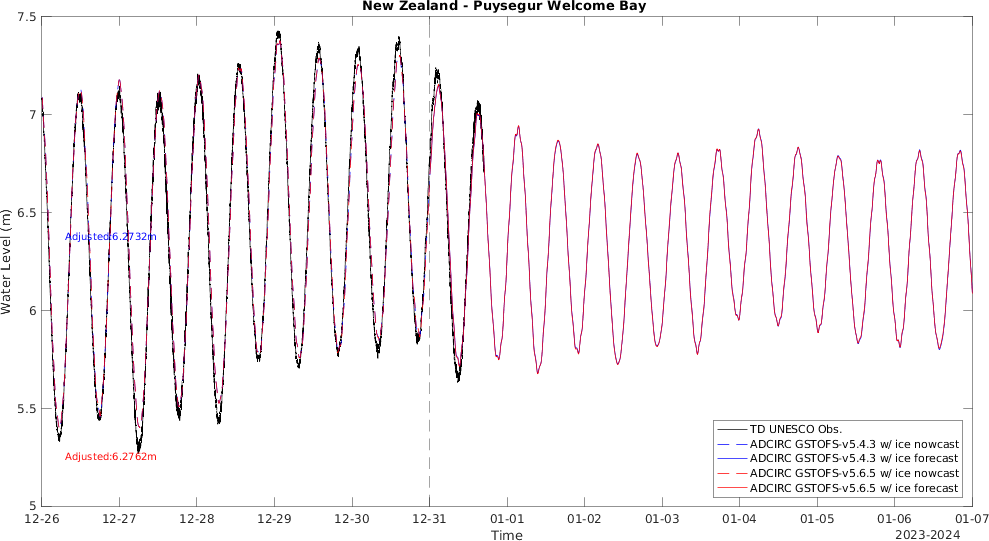 New Zealand - Puysegur Welcome Bay
7.5
7
6.5
6
5.5
5
Water Level (m)
Adjusted:6.2732m
Adjusted:6.2762m
TD UNESCO Obs.
ADCIRC GSTOFS-v5.4.3 w/ ice nowcast
ADCIRC GSTOFS-v5.4.3 w/ ice forecast
ADCIRC GSTOFS-v5.6.5 w/ ice nowcast
ADCIRC GSTOFS-v5.6.5 w/ ice forecast
12-26 12-27 12-28 12-29 12-30 12-31 01-01 01-02 01-03 01-04 01-05 01-06 01-07
Time
2023-2024